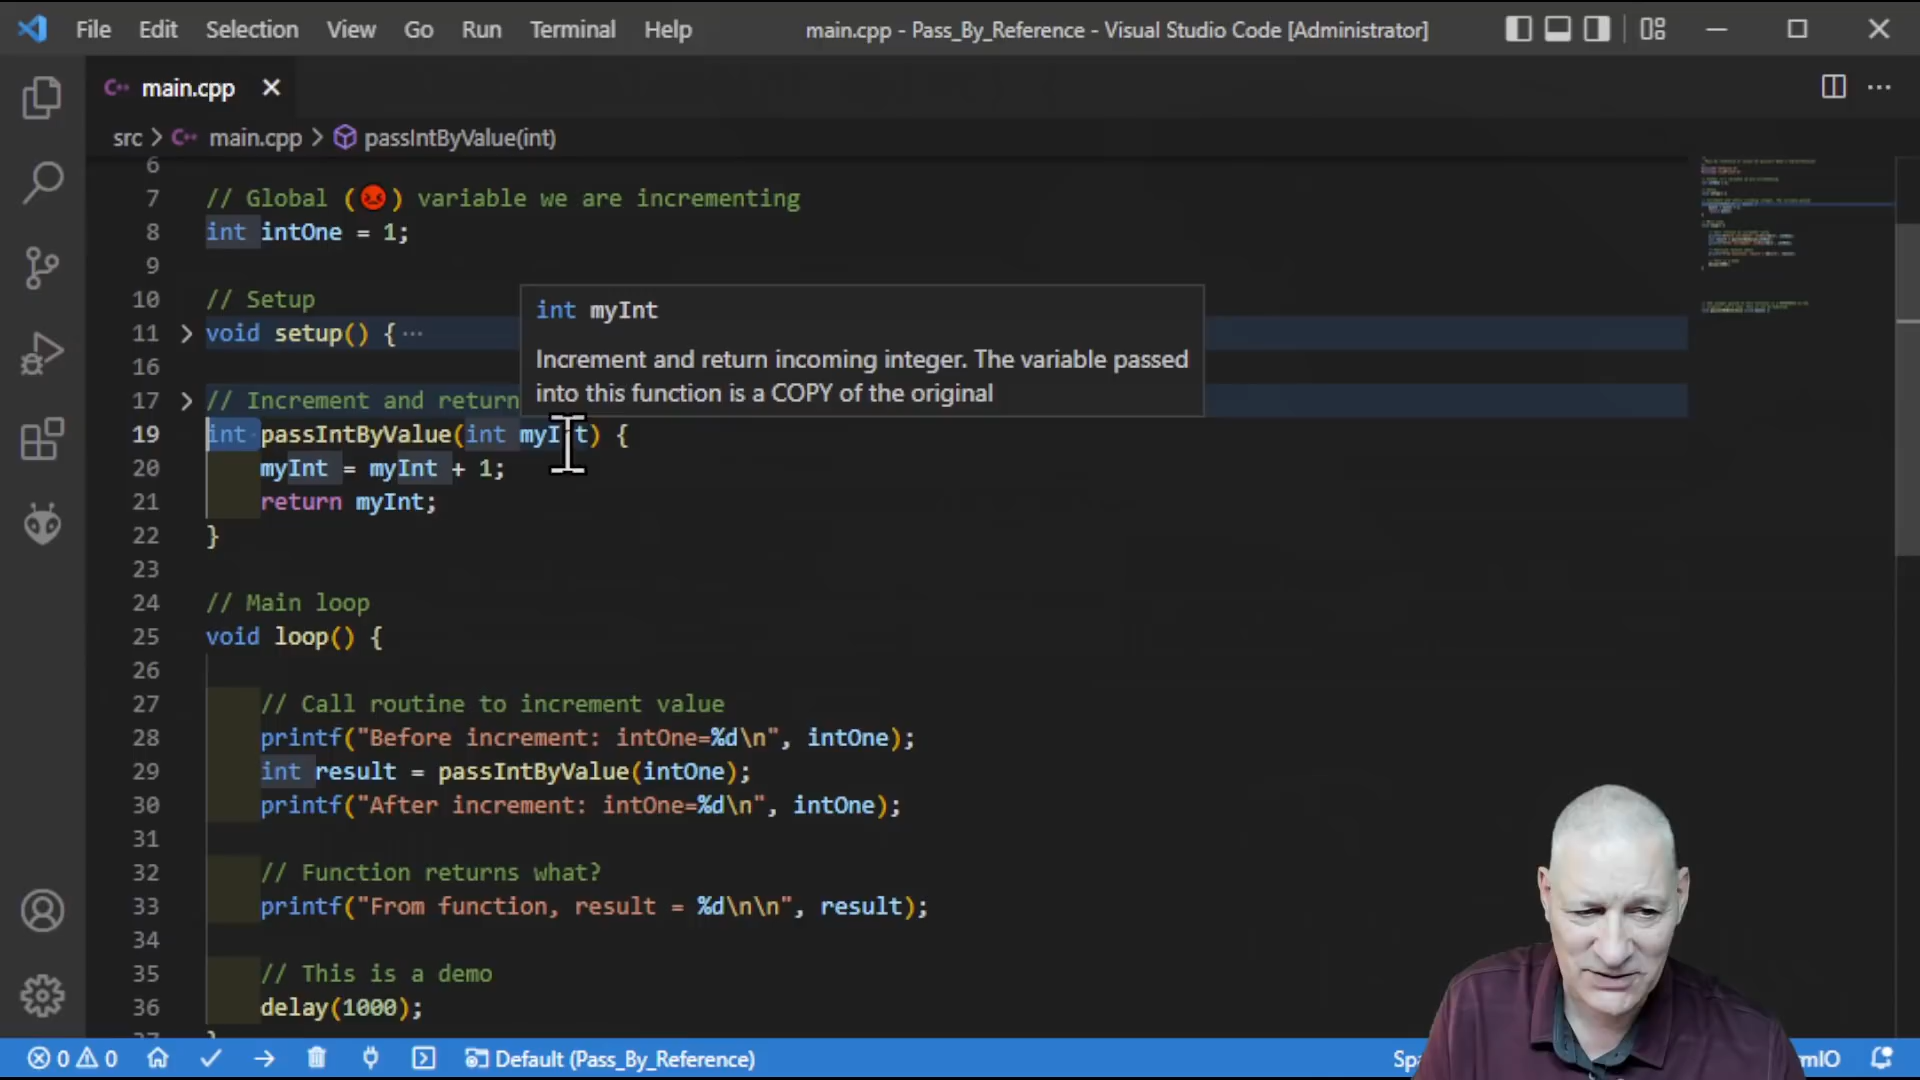 File Edit Selection View Go Run Terminal Help main.cpp - Pass_By_Reference - Visual Studio Code [Administrator]
C++ main.cpp
src > C++ main.cpp > passIntByValue(int)
6
7 // Global (😡) variable we are incrementing
8 int intOne = 1;
9
10 // Setup
11 void setup() { ···
16
17 // Increment and return
int myInt
Increment and return incoming integer. The variable passed
into this function is a COPY of the original
19 int passIntByValue(int myInt) {
20 myInt = myInt + 1;
21 return myInt;
22 }
23
24 // Main loop
25 void loop() {
26
27 // Call routine to increment value
28 printf("Before increment: intOne=%d\n", intOne);
29 int result = passIntByValue(intOne);
30 printf("After increment: intOne=%d\n", intOne);
31
32 // Function returns what?
33 printf("From function, result = %d\n\n", result);
34
35 // This is a demo
36 delay(1000);
0 0 Default (Pass_By_Reference)